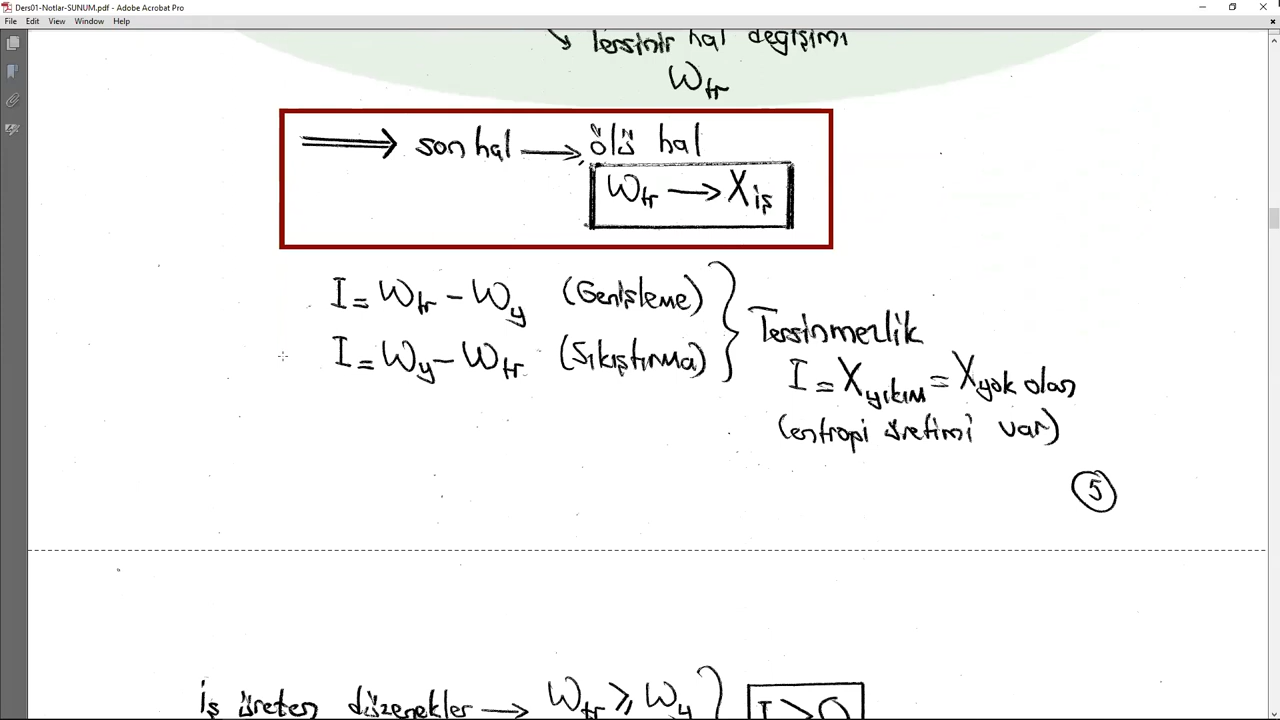 Ders01-Notlar-SUNUM.pdf - Adobe Acrobat Pro
File Edit View Window Help
↳ Tersinir hal değişimi
Wtr
⟹ son hal → ölü hal
Wtr → Xiş
I = Wtr - Wy (Genişleme)
I = Wy - Wtr (Sıkıştırma)
Tersinmezlik
I = Xyıkım = Xyok olan
(entropi üretimi var)
5
İş üreten düzenekler → Wtr ⩾ Wy
I > 0